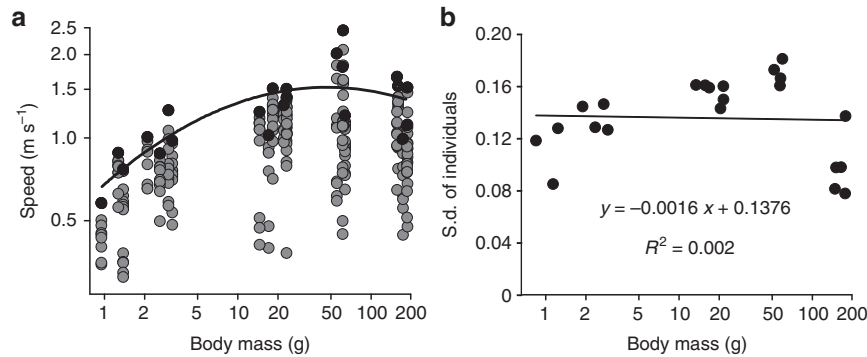 a
2.5
2.0
1.5
1.0
0.5
Speed (m s⁻¹)
1 2 5 10 20 50 100 200
Body mass (g)
b
0.20
0.16
0.12
0.08
0.04
0
S.d. of individuals
y = –0.0016 x + 0.1376
R² = 0.002
1 2 5 10 20 50 100 200
Body mass (g)